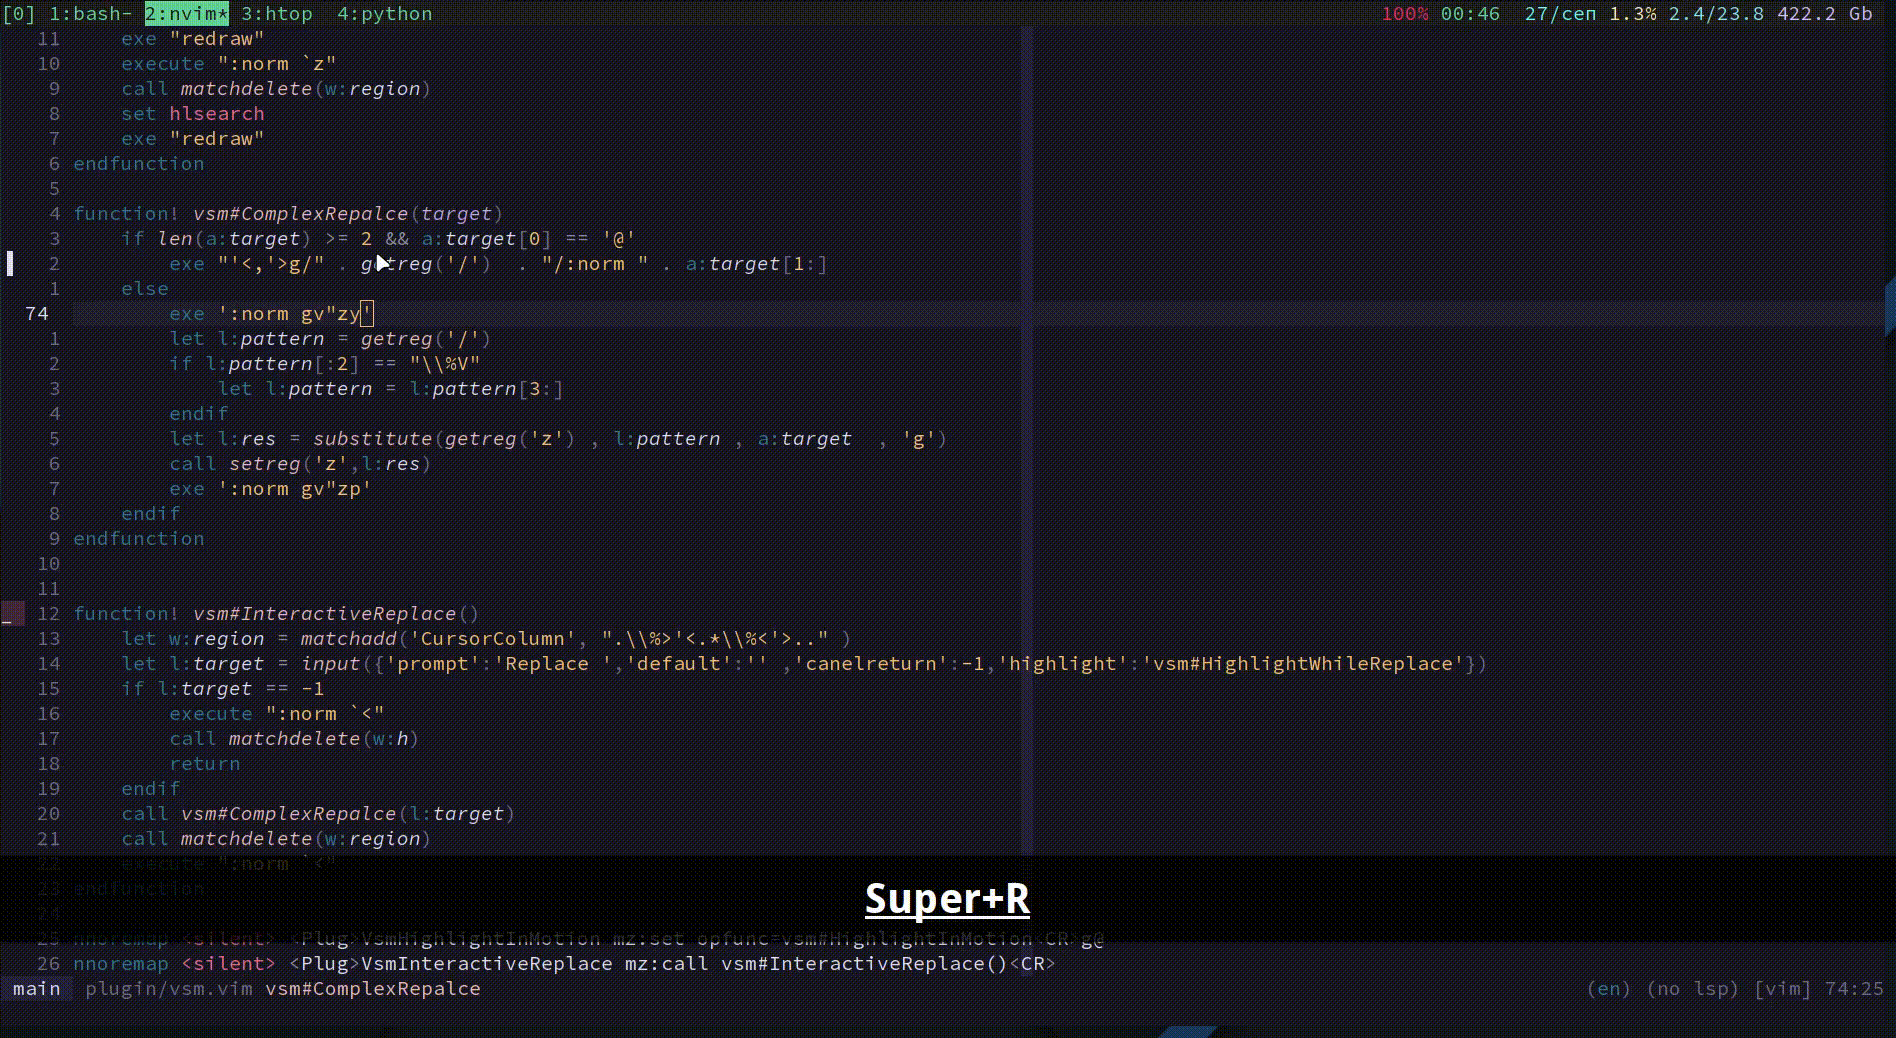 [0] 1:bash- 2:nvim* 3:htop 4:python 100% 00:46 27/сеп 1.3% 2.4/23.8 422.2 Gb
11 exe "redraw"
10 execute ":norm `z"
9 call matchdelete(w:region)
8 set hlsearch
7 exe "redraw"
6 endfunction
5
4 function! vsm#ComplexRepalce(target)
3 if len(a:target) >= 2 && a:target[0] == '@'
2 exe "'<,'>g/" . getreg('/') . "/:norm " . a:target[1:]
1 else
74 exe ':norm gv"zy'
1 let l:pattern = getreg('/')
2 if l:pattern[:2] == "\\%V"
3 let l:pattern = l:pattern[3:]
4 endif
5 let l:res = substitute(getreg('z') , l:pattern , a:target , 'g')
6 call setreg('z',l:res)
7 exe ':norm gv"zp'
8 endif
9 endfunction
10
11
12 function! vsm#InteractiveReplace()
13 let w:region = matchadd('CursorColumn', ".\\%>'<.*\\%<'>.." )
14 let l:target = input({'prompt':'Replace ','default':'' ,'canelreturn':-1,'highlight':'vsm#HighlightWhileReplace'})
15 if l:target == -1
16 execute ":norm `<"
17 call matchdelete(w:h)
18 return
19 endif
20 call vsm#ComplexRepalce(l:target)
21 call matchdelete(w:region)
22 execute ":norm `<"
23 endfunction
24
Super+R
25 nnoremap <silent> <Plug>VsmHighlightInMotion mz:set opfunc=vsm#HighlightInMotion<CR>g@
26 nnoremap <silent> <Plug>VsmInteractiveReplace mz:call vsm#InteractiveReplace()<CR>
main plugin/vsm.vim vsm#ComplexRepalce (en) (no lsp) [vim] 74:25